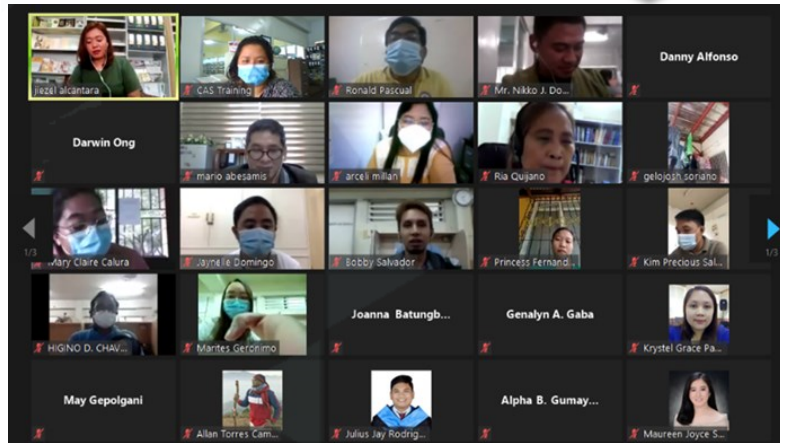 jiezel alcantara
CAS Training
Ronald Pascual
Mr. Nikko J. Do...
Danny Alfonso
Darwin Ong
mario abesamis
arceli millan
Ria Quijano
gelojosh soriano
1/3
Mary Claire Calura
Jaynelle Domingo
Bobby Salvador
Princess Fernand...
Kim Precious Sal...
1/3
HIGINO D. CHAV...
Marites Geronimo
Joanna Batungb...
Genalyn A. Gaba
Krystel Grace Pa...
May Gepolgani
Allan Torres Cam...
Julius Jay Rodrig...
Alpha B. Gumay...
Maureen Joyce S...